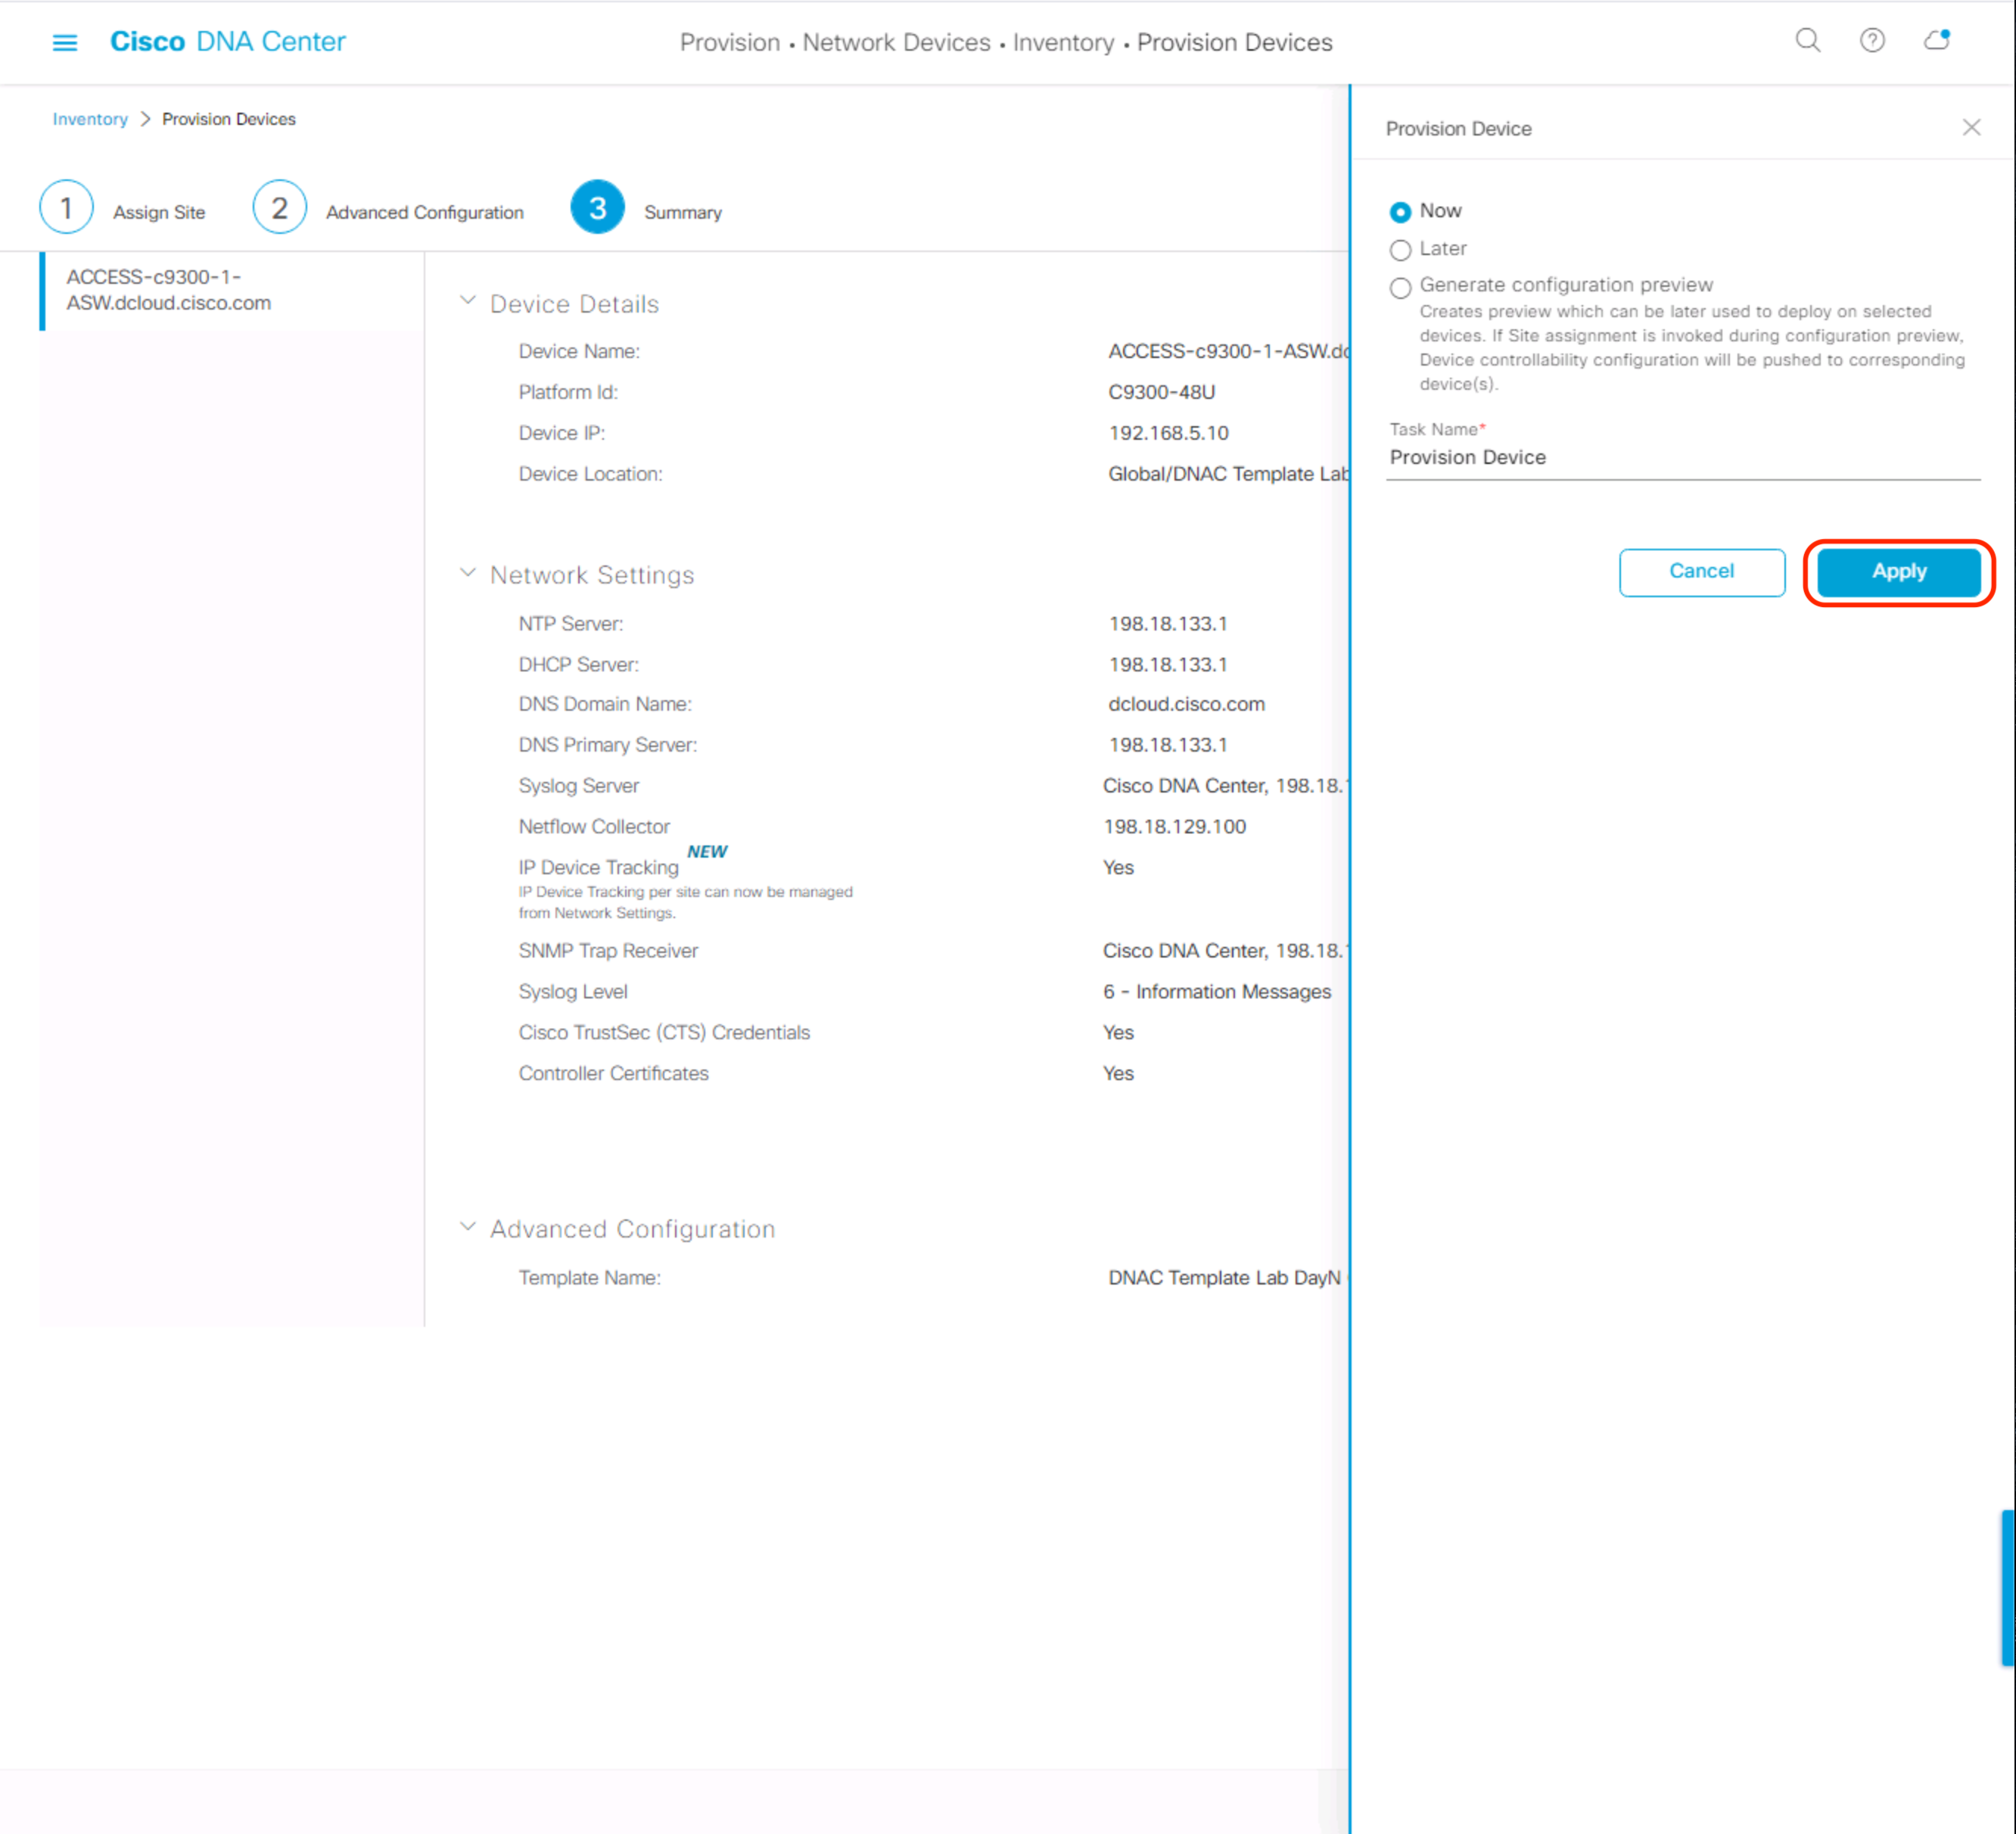 Cisco DNA Center
Provision • Network Devices • Inventory • Provision Devices
Inventory > Provision Devices
1 Assign Site 2 Advanced Configuration 3 Summary
ACCESS-c9300-1-
ASW.dcloud.cisco.com
Device Details
Device Name: ACCESS-c9300-1-ASW.dc
Platform Id: C9300-48U
Device IP: 192.168.5.10
Device Location: Global/DNAC Template Lab
Network Settings
NTP Server: 198.18.133.1
DHCP Server: 198.18.133.1
DNS Domain Name: dcloud.cisco.com
DNS Primary Server: 198.18.133.1
Syslog Server Cisco DNA Center, 198.18.
Netflow Collector 198.18.129.100
IP Device Tracking NEW Yes
IP Device Tracking per site can now be managed
from Network Settings.
SNMP Trap Receiver Cisco DNA Center, 198.18.
Syslog Level 6 - Information Messages
Cisco TrustSec (CTS) Credentials Yes
Controller Certificates Yes
Advanced Configuration
Template Name: DNAC Template Lab DayN
Provision Device
Now
Later
Generate configuration preview
Creates preview which can be later used to deploy on selected
devices. If Site assignment is invoked during configuration preview,
Device controllability configuration will be pushed to corresponding
device(s).
Task Name*
Provision Device
Cancel Apply